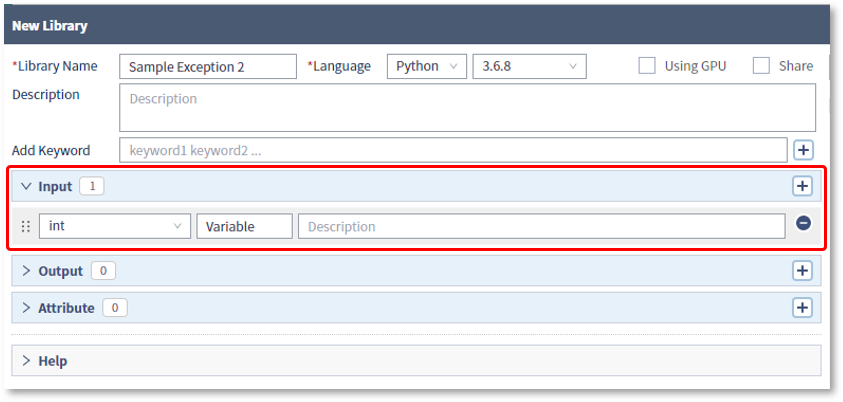 New Library
*Library Name Sample Exception 2 *Language Python 3.6.8 Using GPU Share
Description Description
Add Keyword keyword1 keyword2 ...
Input 1
int Variable Description
Output 0
Attribute 0
Help